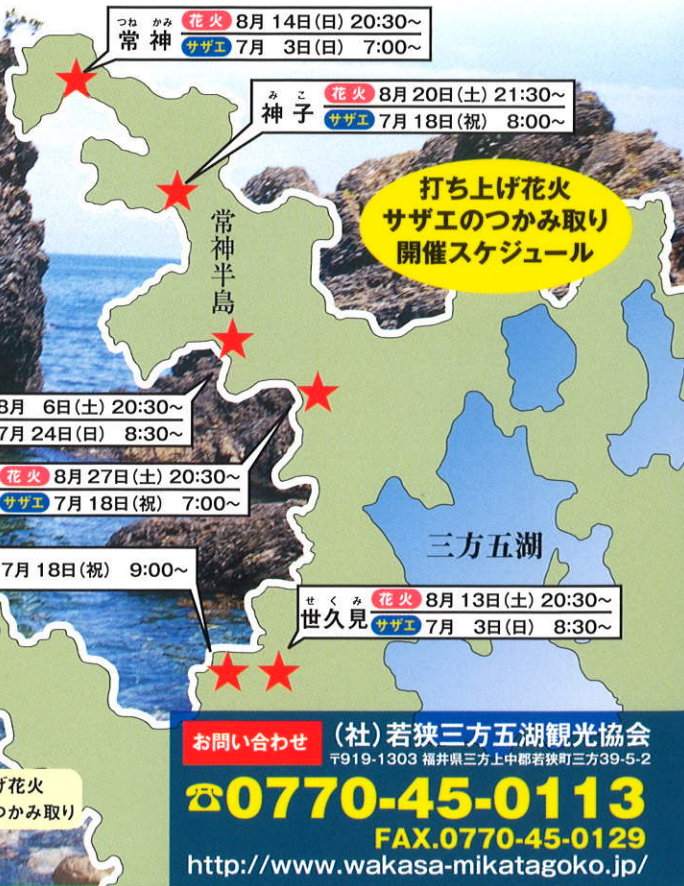 つねかみ
常神 花火 8月14日(日) 20:30~
サザエ 7月 3日(日) 7:00~
みこ
神子 花火 8月20日(土) 21:30~
サザエ 7月18日(祝) 8:00~
打ち上げ花火
サザエのつかみ取り
開催スケジュール
常神半島
8月 6日(土) 20:30~
7月24日(日) 8:30~
花火 8月27日(土) 20:30~
サザエ 7月18日(祝) 7:00~
三方五湖
7月18日(祝) 9:00~
せくみ
世久見 花火 8月13日(土) 20:30~
サザエ 7月 3日(日) 8:30~
げ花火
つかみ取り
お問い合わせ (社)若狭三方五湖観光協会
〒919-1303 福井県三方上中郡若狭町三方39-5-2
☎0770-45-0113
FAX.0770-45-0129
http://www.wakasa-mikatagoko.jp/